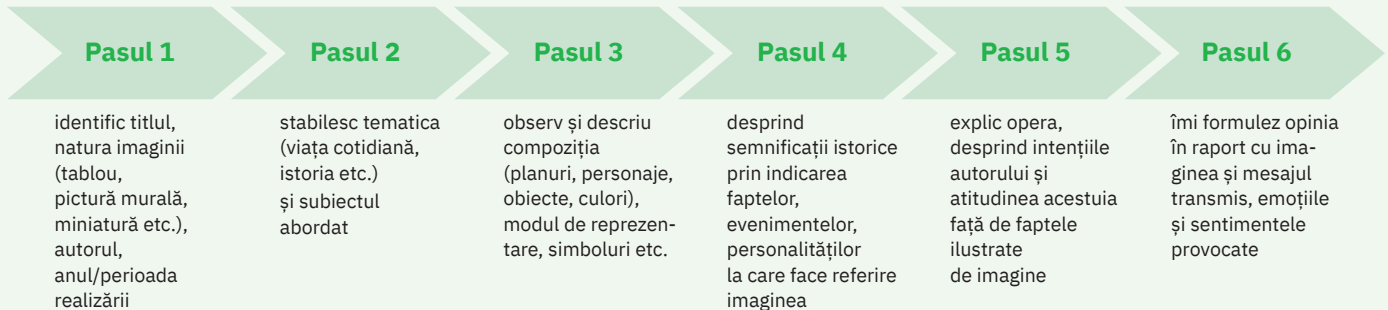 Pasul 1
identific titlul,
natura imaginii
(tablou,
pictură murală,
miniatură etc.),
autorul,
anul/perioada
realizării
Pasul 2
stabilesc tematica
(viața cotidiană,
istoria etc.)
și subiectul
abordat
Pasul 3
observ și descriu
compoziția
(planuri, personaje,
obiecte, culori),
modul de reprezen-
tare, simboluri etc.
Pasul 4
desprind
semnificații istorice
prin indicarea
faptelor,
evenimentelor,
personalităților
la care face referire
imaginea
Pasul 5
explic opera,
desprind intențiile
autorului și
atitudinea acestuia
față de faptele
ilustrate
de imagine
Pasul 6
îmi formulez opinia
în raport cu ima-
ginea și mesajul
transmis, emoțiile
și sentimentele
provocate